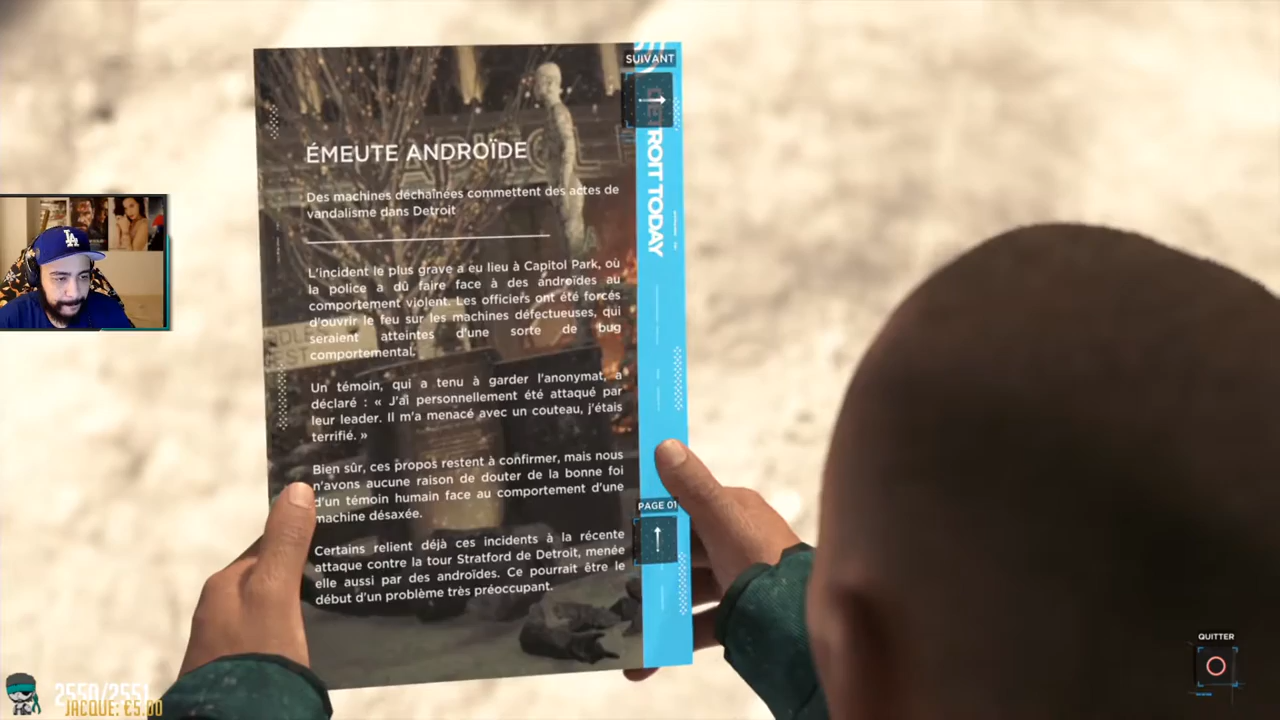 SUIVANT
DETROIT TODAY
ÉMEUTE ANDROÏDE
Des machines déchaînées commettent des actes de
vandalisme dans Detroit
L'incident le plus grave a eu lieu à Capitol Park, où
la police a dû faire face à des androïdes au
comportement violent. Les officiers ont été forcés
d'ouvrir le feu sur les machines défectueuses, qui
seraient atteintes d'une sorte de bug
comportemental.
Un témoin, qui a tenu à garder l'anonymat, a
déclaré : « J'ai personnellement été attaqué par
leur leader. Il m'a menacé avec un couteau, j'étais
terrifié. »
Bien sûr, ces propos restent à confirmer, mais nous
n'avons aucune raison de douter de la bonne foi
d'un témoin humain face au comportement d'une
machine désaxée.
Certains relient déjà ces incidents à la récente
attaque contre la tour Stratford de Detroit, menée
elle aussi par des androïdes. Ce pourrait être le
début d'un problème très préoccupant.
PAGE 01
QUITTER
2550/2551
JACQUE: €5.00
LA